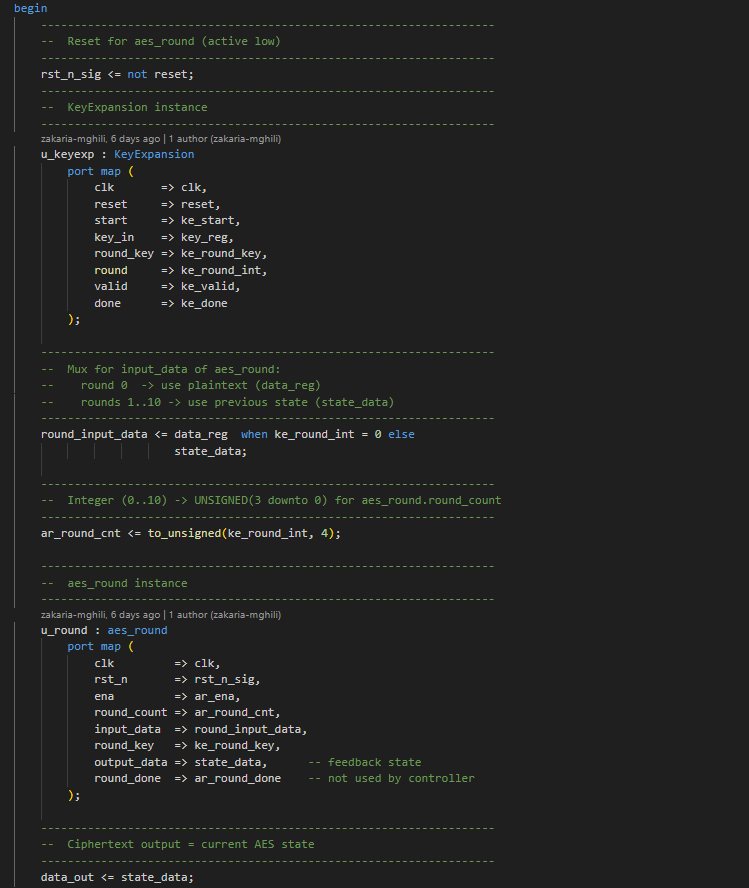 begin
--------------------------------------------------------------------
--  Reset for aes_round (active low)
--------------------------------------------------------------------
rst_n_sig <= not reset;
--------------------------------------------------------------------
--  KeyExpansion instance
--------------------------------------------------------------------
zakaria-mghili, 6 days ago | 1 author (zakaria-mghili)
u_keyexp : KeyExpansion
port map (
clk       => clk,
reset     => reset,
start     => ke_start,
key_in    => key_reg,
round_key => ke_round_key,
round     => ke_round_int,
valid     => ke_valid,
done      => ke_done
);
--------------------------------------------------------------------
--  Mux for input_data of aes_round:
--    round 0  -> use plaintext (data_reg)
--    rounds 1..10 -> use previous state (state_data)
--------------------------------------------------------------------
round_input_data <= data_reg  when ke_round_int = 0 else
state_data;
--------------------------------------------------------------------
--  Integer (0..10) -> UNSIGNED(3 downto 0) for aes_round.round_count
--------------------------------------------------------------------
ar_round_cnt <= to_unsigned(ke_round_int, 4);
--------------------------------------------------------------------
--  aes_round instance
--------------------------------------------------------------------
zakaria-mghili, 6 days ago | 1 author (zakaria-mghili)
u_round : aes_round
port map (
clk         => clk,
rst_n       => rst_n_sig,
ena         => ar_ena,
round_count => ar_round_cnt,
input_data  => round_input_data,
round_key   => ke_round_key,
output_data => state_data,      -- feedback state
round_done  => ar_round_done    -- not used by controller
);
--------------------------------------------------------------------
--  Ciphertext output = current AES state
--------------------------------------------------------------------
data_out <= state_data;